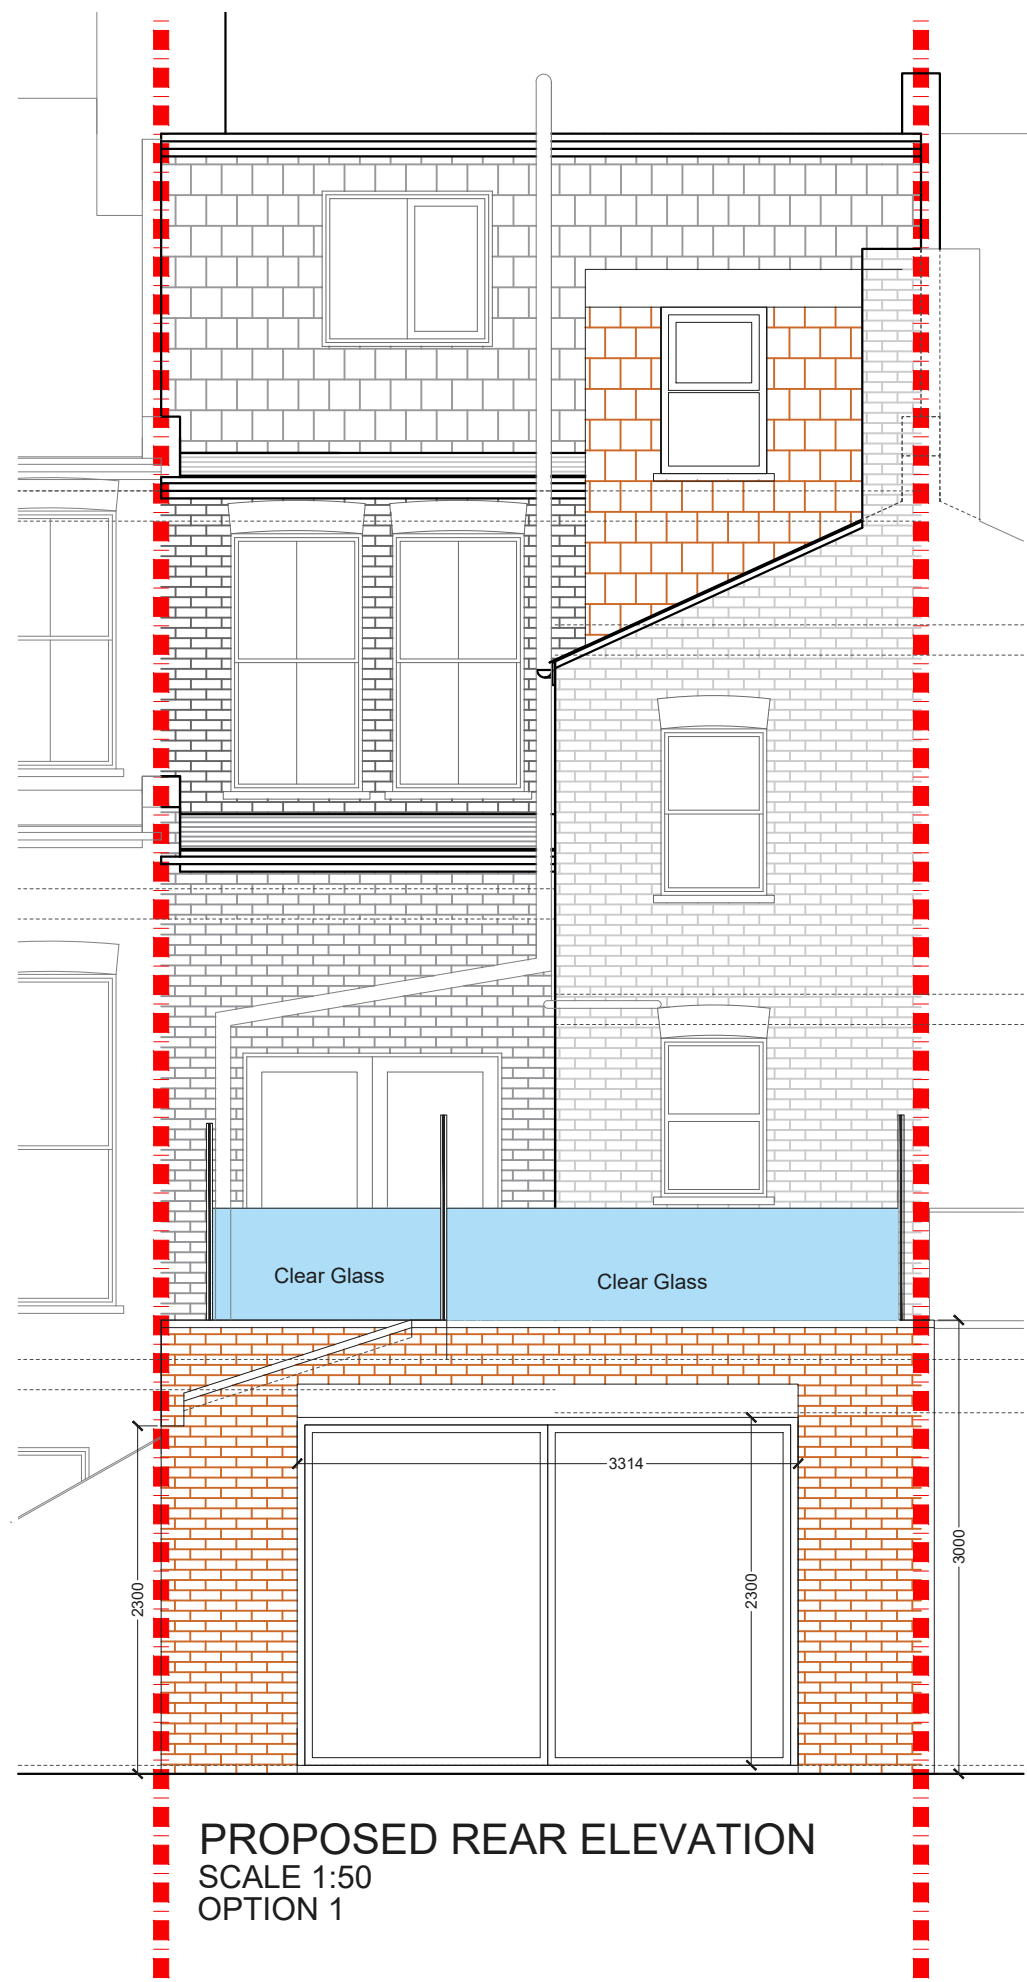 Clear Glass
Clear Glass
3314
2300
2300
3000
PROPOSED REAR ELEVATION
SCALE 1:50
OPTION 1